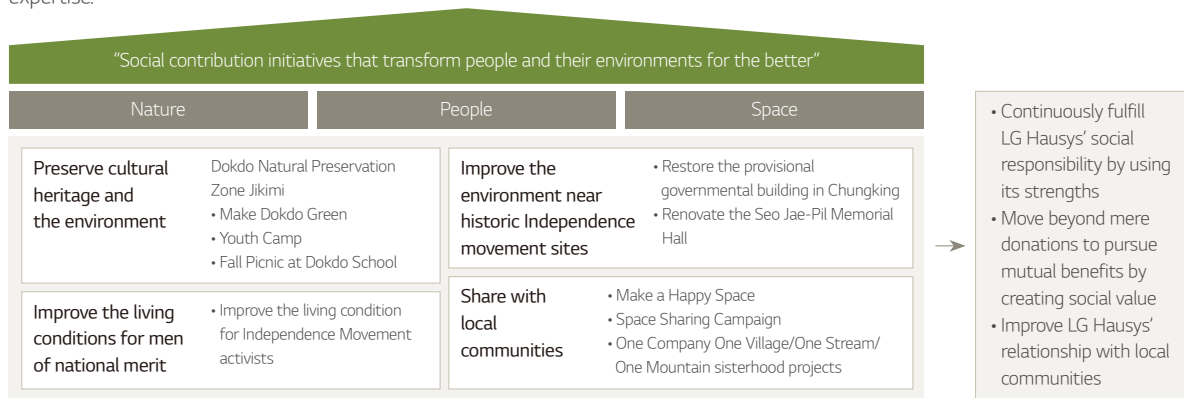 expertise.
“Social contribution initiatives that transform people and their environments for the better“
Nature
People
Space
Preserve cultural
heritage and
the environment
Dokdo Natural Preservation
Zone Jikimi
• Make Dokdo Green
• Youth Camp
• Fall Picnic at Dokdo School
Improve the
environment near
historic Independence
movement sites
• Restore the provisional
governmental building in Chungking
• Renovate the Seo Jae-Pil Memorial
Hall
Improve the living
conditions for men
of national merit
• Improve the living condition
for Independence Movement
activists
Share with
local
communities
• Make a Happy Space
• Space Sharing Campaign
• One Company One Village/One Stream/
One Mountain sisterhood projects
• Continuously fulfill
LG Hausys’ social
responsibility by using
its strengths
• Move beyond mere
donations to pursue
mutual benefits by
creating social value
• Improve LG Hausys’
relationship with local
communities